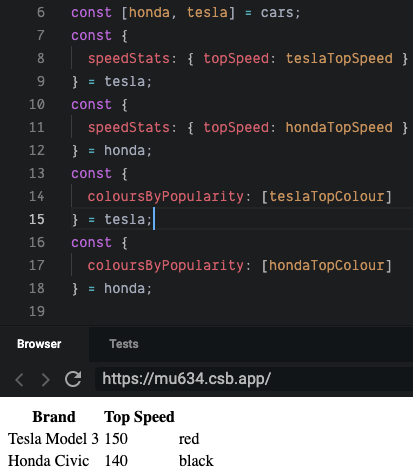 6 const [honda, tesla] = cars;
7 const {
8 speedStats: { topSpeed: teslaTopSpeed }
9 } = tesla;
10 const {
11 speedStats: { topSpeed: hondaTopSpeed }
12 } = honda;
13 const {
14 coloursByPopularity: [teslaTopColour]
15 } = tesla;
16 const {
17 coloursByPopularity: [hondaTopColour]
18 } = honda;
19
Browser Tests
https://mu634.csb.app/
Brand Top Speed
Tesla Model 3 150 red
Honda Civic 140 black